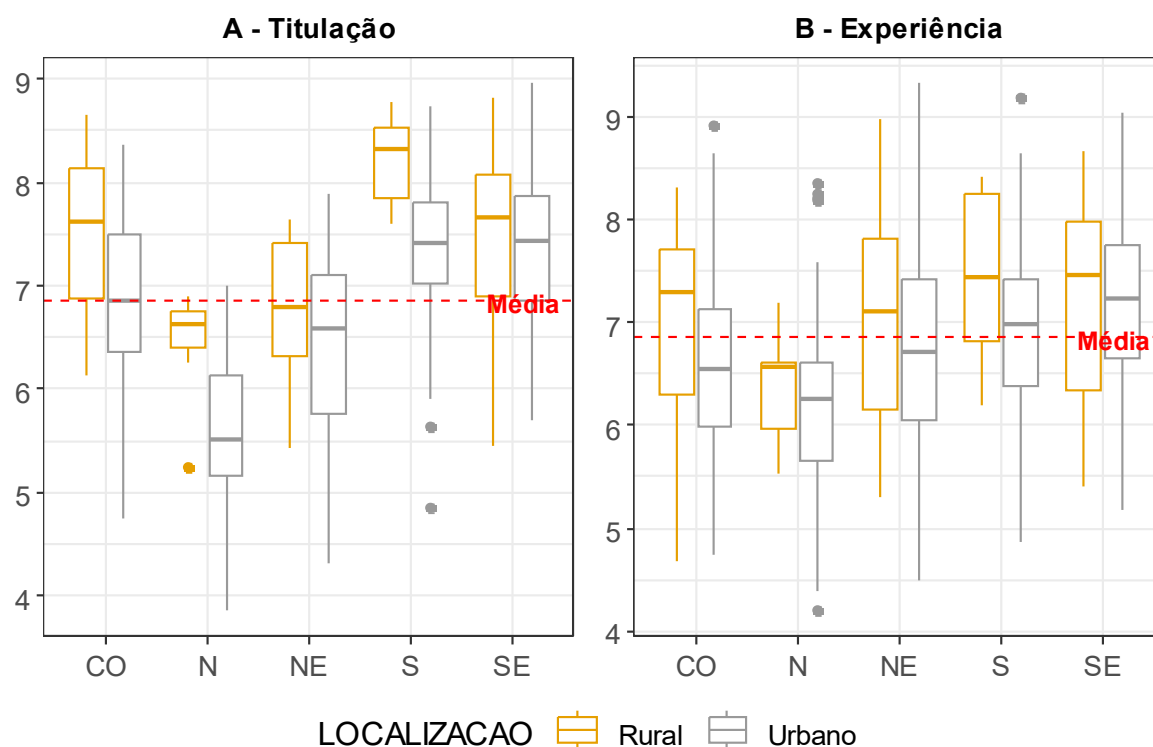 A - Titulação
B - Experiência
9
8
7
6
5
4
Média
CO N NE S SE
9
8
7
6
5
4
Média
CO N NE S SE
LOCALIZACAO Rural Urbano